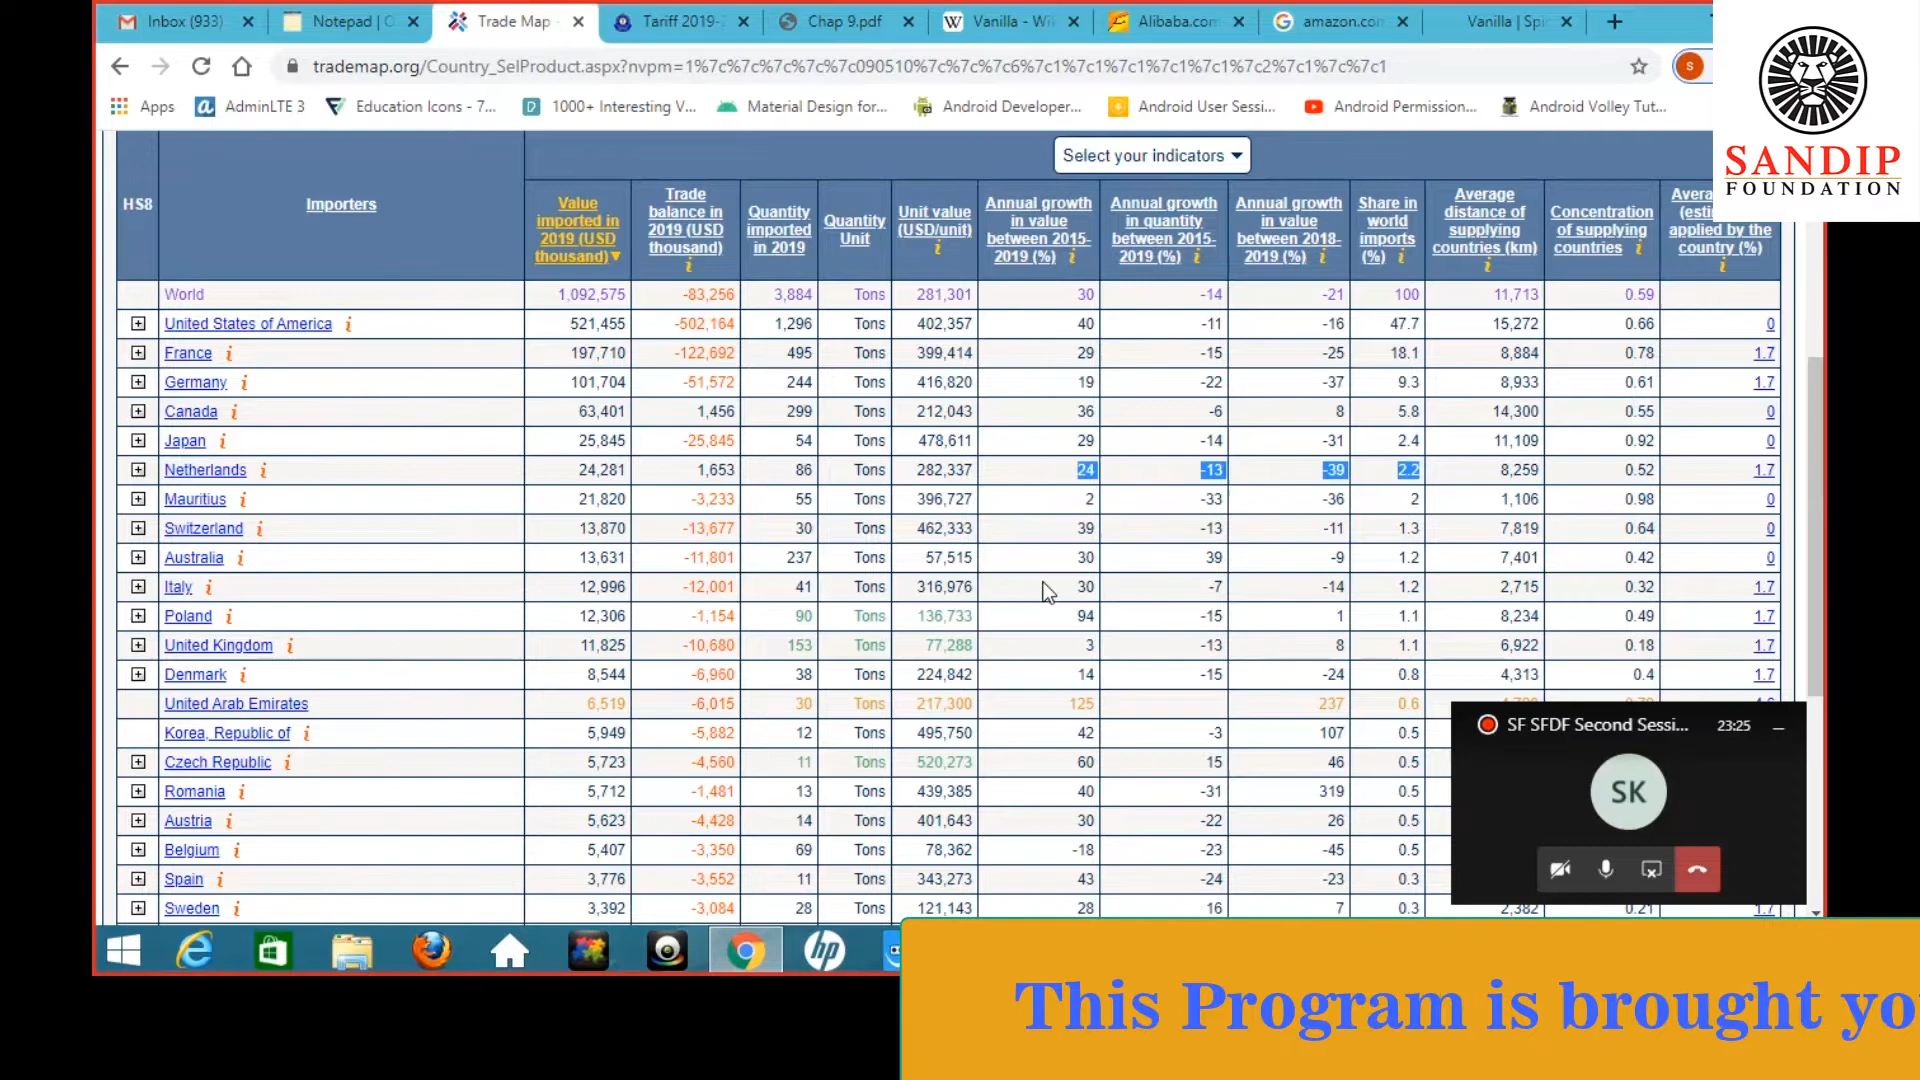 Inbox (933)
Notepad | O
Trade Map
Tariff 2019-
Chap 9.pdf
Vanilla - Wi
Alibaba.com
amazon.co
Vanilla | Spi
trademap.org/Country_SelProduct.aspx?nvpm=1%7c%7c%7c%7c%7c090510%7c%7c%7c6%7c1%7c1%7c1%7c1%7c1%7c2%7c1%7c%7c1
Apps
AdminLTE 3
Education Icons - 7...
1000+ Interesting V...
Material Design for...
Android Developer...
Android User Sessi...
Android Permission...
Android Volley Tut...
SANDIP
FOUNDATION
Select your indicators
HS8
Importers
Value imported in 2019 (USD thousand)
Trade balance in 2019 (USD thousand)
Quantity imported in 2019
Quantity Unit
Unit value (USD/unit)
Annual growth in value between 2015-2019 (%)
Annual growth in quantity between 2015-2019 (%)
Annual growth in value between 2018-2019 (%)
Share in world imports (%)
Average distance of supplying countries (km)
Concentration of supplying countries
Avera (esti applied by the country (%)
World 1,092,575 -83,256 3,884 Tons 281,301 30 -14 -21 100 11,713 0.59
United States of America 521,455 -502,164 1,296 Tons 402,357 40 -11 -16 47.7 15,272 0.66 0
France 197,710 -122,692 495 Tons 399,414 29 -15 -25 18.1 8,884 0.78 1.7
Germany 101,704 -51,572 244 Tons 416,820 19 -22 -37 9.3 8,933 0.61 1.7
Canada 63,401 1,456 299 Tons 212,043 36 -6 8 5.8 14,300 0.55 0
Japan 25,845 -25,845 54 Tons 478,611 29 -14 -31 2.4 11,109 0.92 0
Netherlands 24,281 1,653 86 Tons 282,337 24 -13 -39 2.2 8,259 0.52 1.7
Mauritius 21,820 -3,233 55 Tons 396,727 2 -33 -36 2 1,106 0.98 0
Switzerland 13,870 -13,677 30 Tons 462,333 39 -13 -11 1.3 7,819 0.64 0
Australia 13,631 -11,801 237 Tons 57,515 30 39 -9 1.2 7,401 0.42 0
Italy 12,996 -12,001 41 Tons 316,976 30 -7 -14 1.2 2,715 0.32 1.7
Poland 12,306 -1,154 90 Tons 136,733 94 -15 1 1.1 8,234 0.49 1.7
United Kingdom 11,825 -10,680 153 Tons 77,288 3 -13 8 1.1 6,922 0.18 1.7
Denmark 8,544 -6,960 38 Tons 224,842 14 -15 -24 0.8 4,313 0.4 1.7
United Arab Emirates 6,519 -6,015 30 Tons 217,300 125 237 0.6
Korea, Republic of 5,949 -5,882 12 Tons 495,750 42 -3 107 0.5
Czech Republic 5,723 -4,560 11 Tons 520,273 60 15 46 0.5
Romania 5,712 -1,481 13 Tons 439,385 40 -31 319 0.5
Austria 5,623 -4,428 14 Tons 401,643 30 -22 26 0.5
Belgium 5,407 -3,350 69 Tons 78,362 -18 -23 -45 0.5
Spain 3,776 -3,552 11 Tons 343,273 43 -24 -23 0.3
Sweden 3,392 -3,084 28 Tons 121,143 28 16 7 0.3 2,382 0.21 1.7
SF SFDF Second Sessi... 23:25
SK
hp
This Program is brought yo